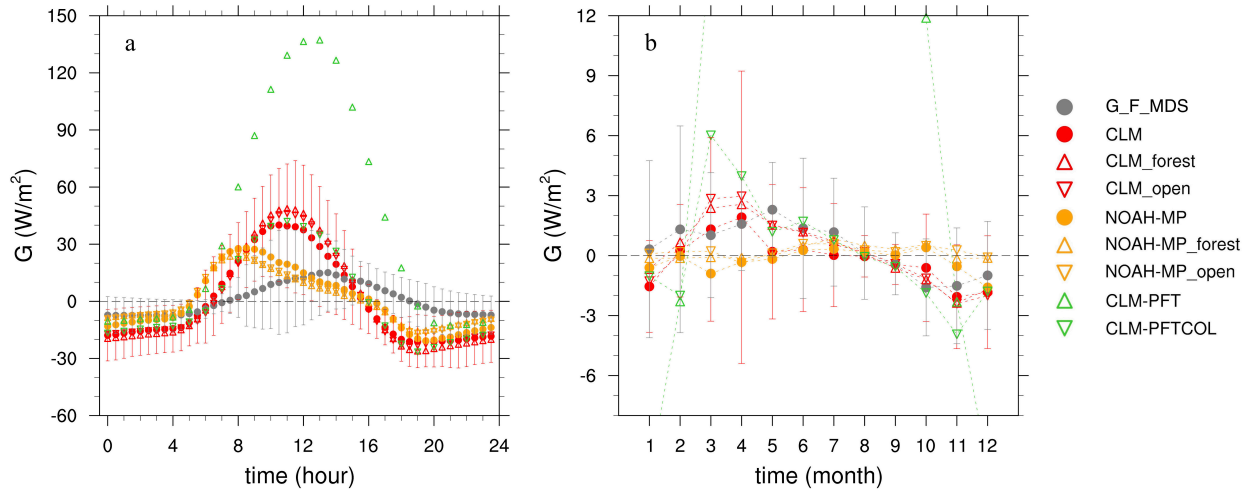 a
G (W/m²)
150
120
90
60
30
0
-30
-60
0 4 8 12 16 20 24
time (hour)
b
G (W/m²)
12
9
6
3
0
-3
-6
1 2 3 4 5 6 7 8 9 10 11 12
time (month)
G_F_MDS
CLM
CLM_forest
CLM_open
NOAH-MP
NOAH-MP_forest
NOAH-MP_open
CLM-PFT
CLM-PFTCOL